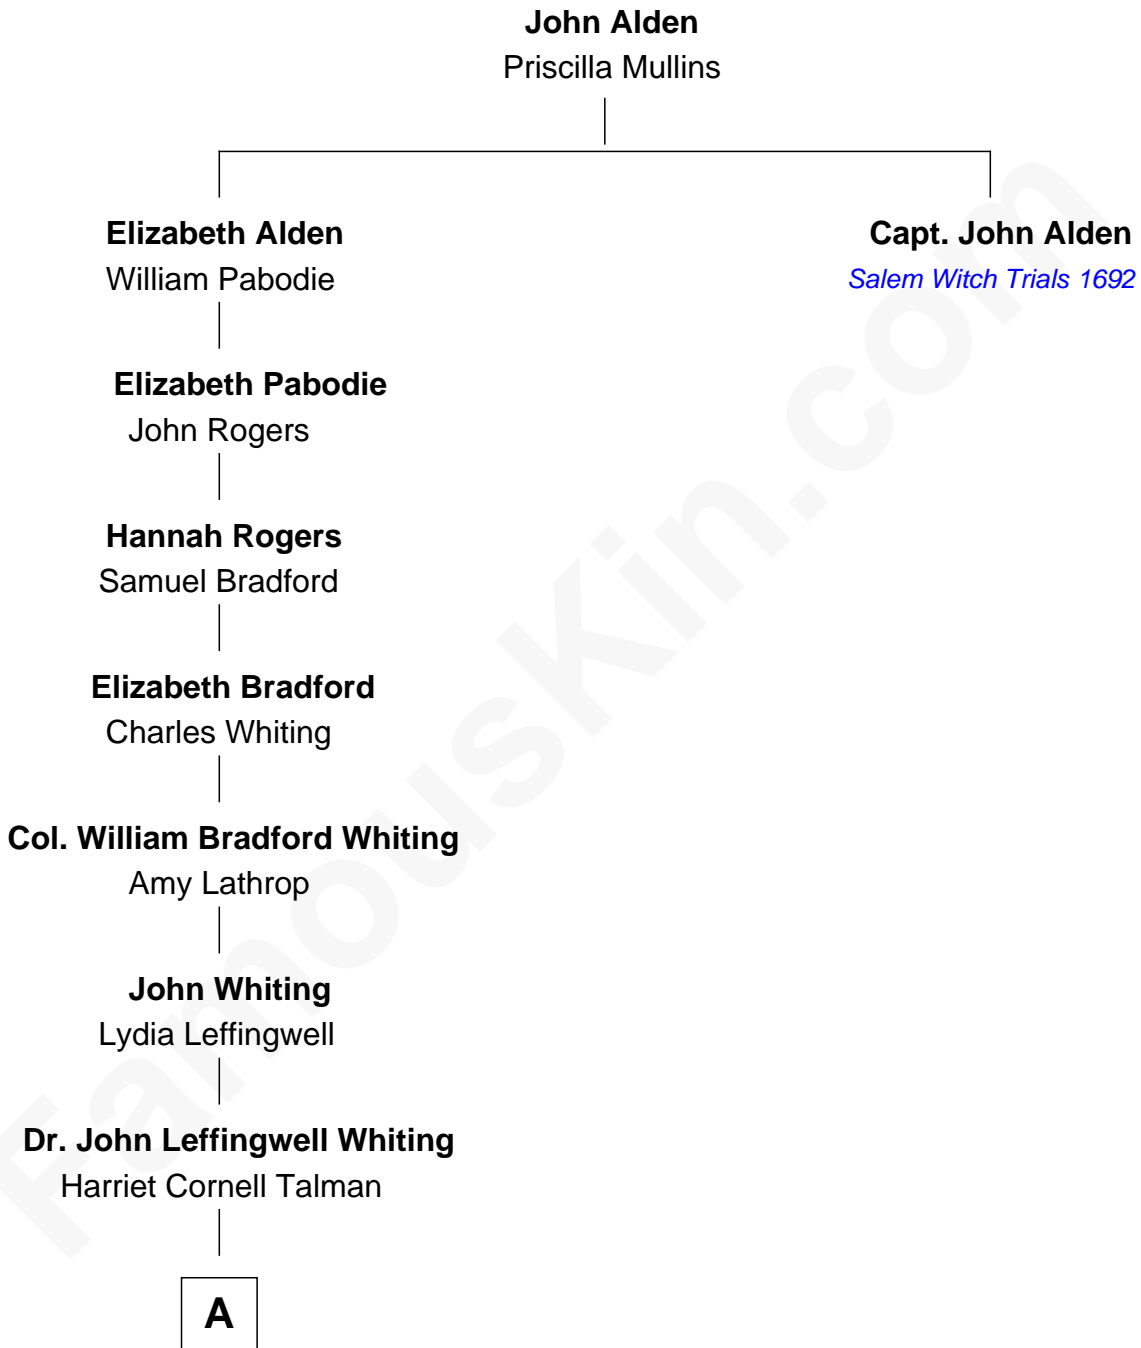 John Alden
Priscilla Mullins
Elizabeth Alden
William Pabodie
Capt. John Alden
Salem Witch Trials 1692
Elizabeth Pabodie
John Rogers
Hannah Rogers
Samuel Bradford
Elizabeth Bradford
Charles Whiting
Col. William Bradford Whiting
Amy Lathrop
John Whiting
Lydia Leffingwell
Dr. John Leffingwell Whiting
Harriet Cornell Talman
A
FamousKin.com